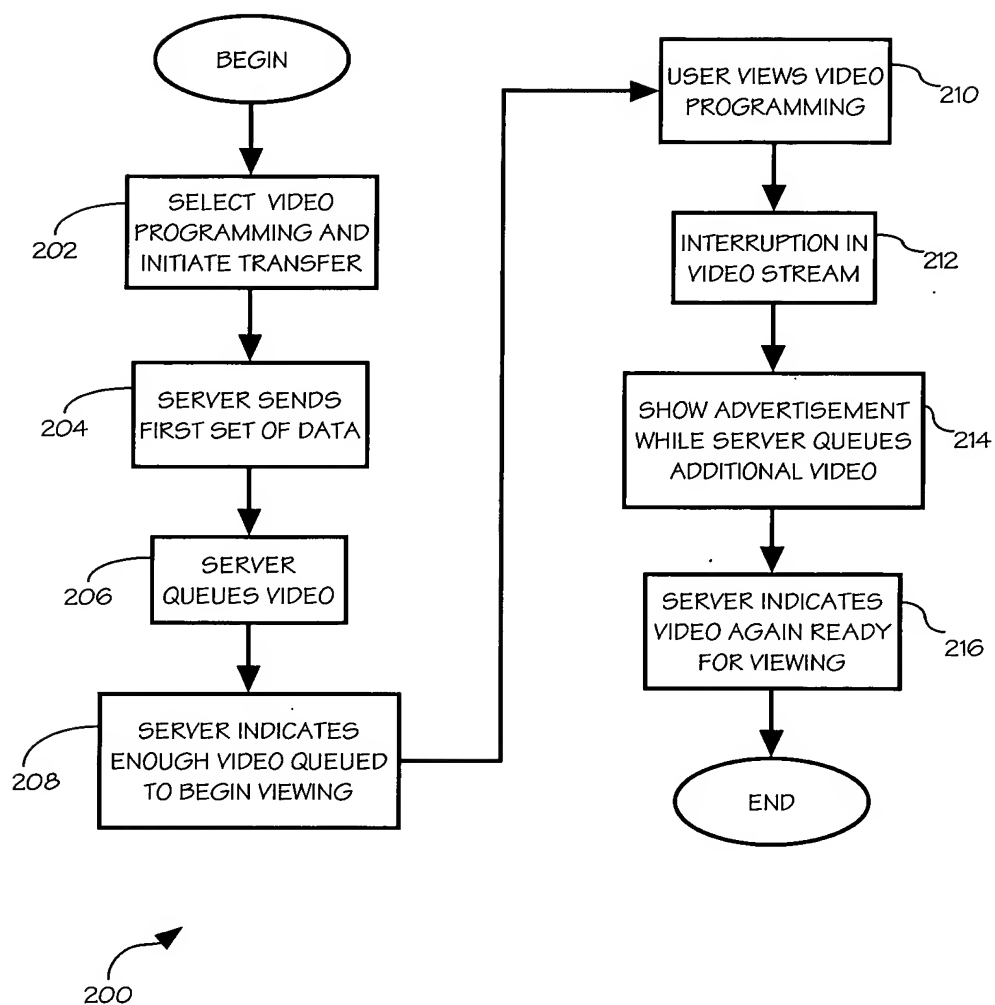 BEGIN
SELECT VIDEO
PROGRAMMING AND
INITIATE TRANSFER
202
SERVER SENDS
FIRST SET OF DATA
204
SERVER
QUEUES VIDEO
206
SERVER INDICATES
ENOUGH VIDEO QUEUED
TO BEGIN VIEWING
208
USER VIEWS VIDEO
PROGRAMMING
210
INTERRUPTION IN
VIDEO STREAM
212
SHOW ADVERTISEMENT
WHILE SERVER QUEUES
ADDITIONAL VIDEO
214
SERVER INDICATES
VIDEO AGAIN READY
FOR VIEWING
216
END
200